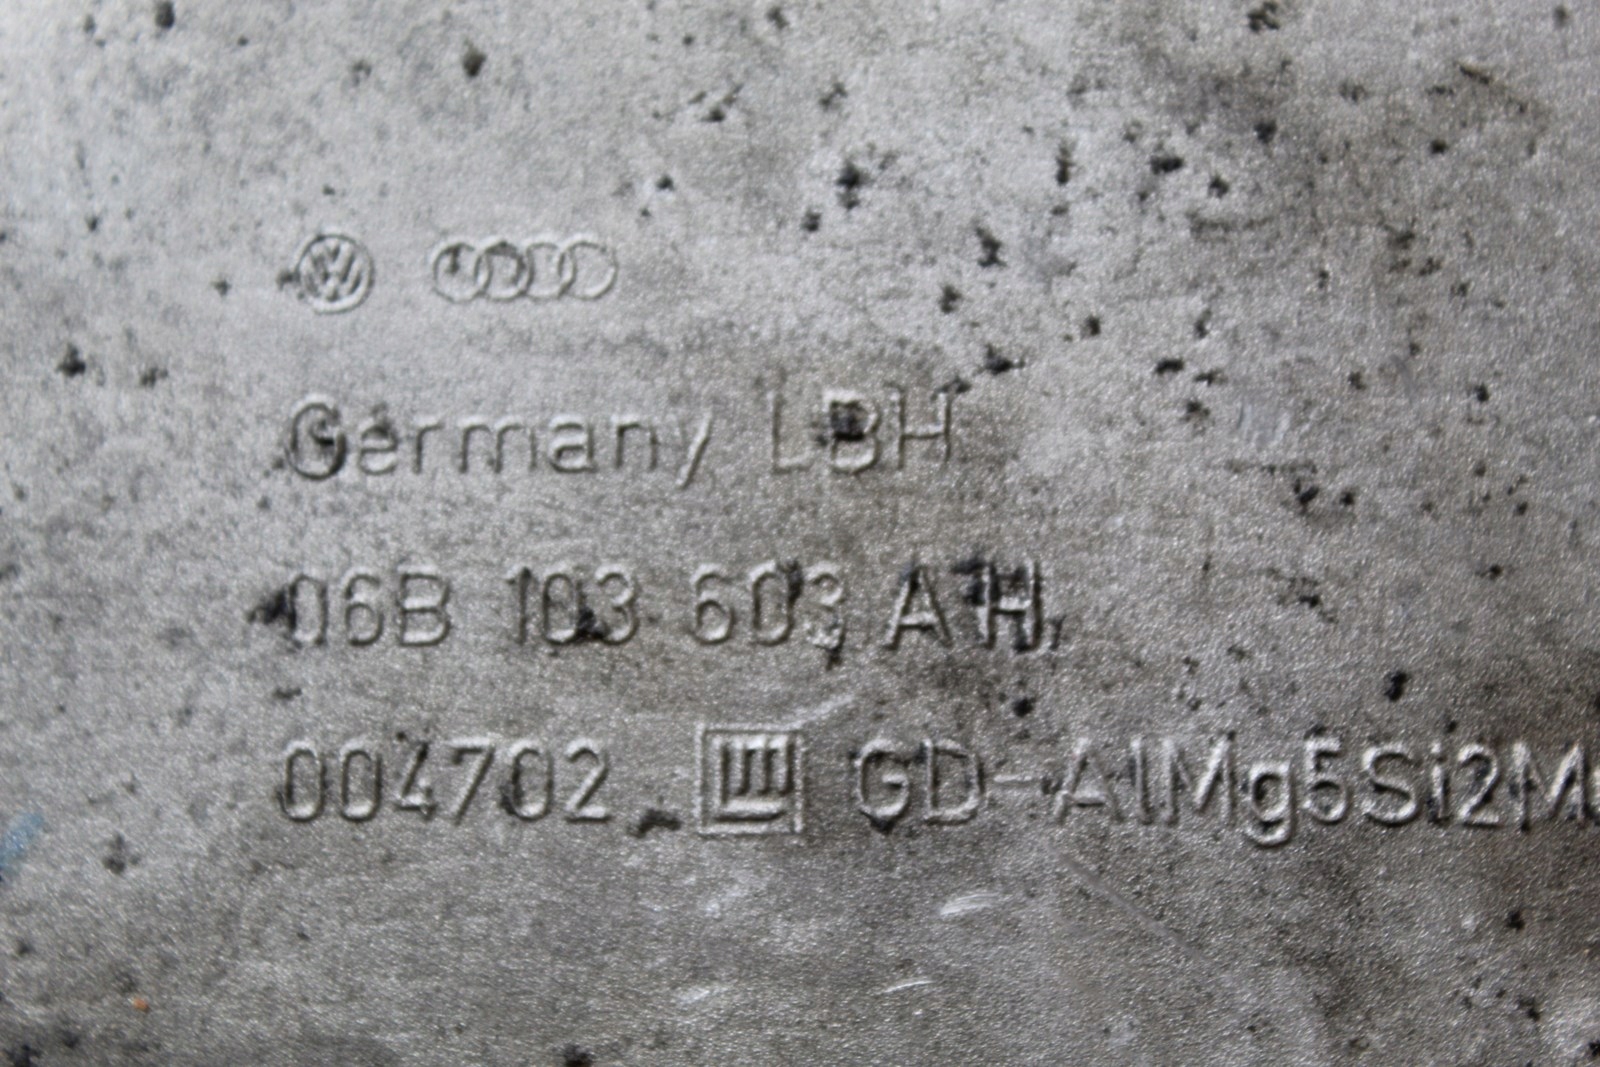 Germany LBH
06B 103 603 AH
004702 GD-AlMg5Si2M